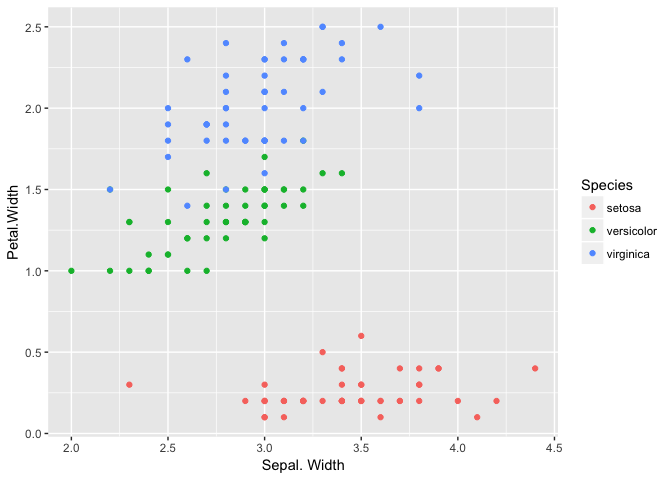 2.5
2.0
1.5
1.0
0.5
0.0
Petal.Width
2.0 2.5 3.0 3.5 4.0 4.5
Sepal. Width
Species
setosa
versicolor
virginica